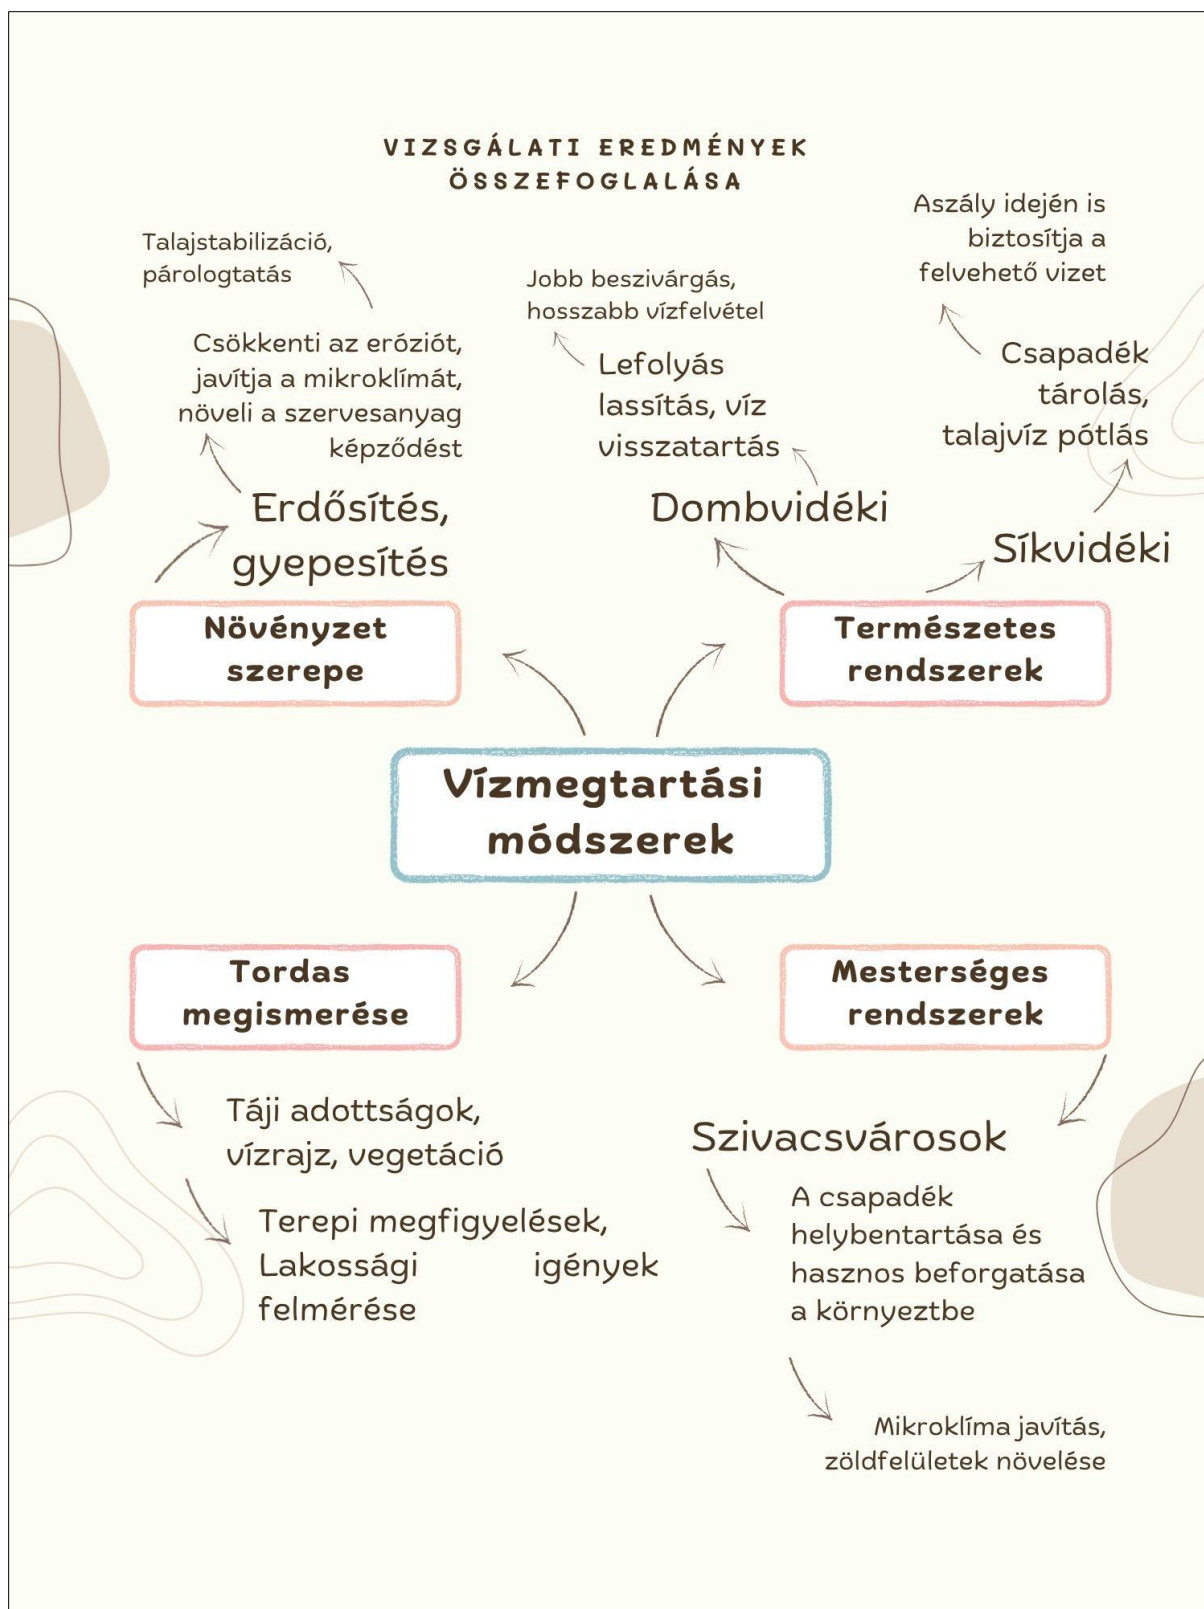 VIZSGÁLATI EREDMÉNYEK
ÖSSZEFOGLALÁSA
Talajstabilizáció,
párologtatás
Csökkenti az eróziót,
javítja a mikroklímát,
növeli a szervesanyag
képződést
Erdősítés,
gyepesítés
Növényzet
szerepe
Jobb beszivárgás,
hosszabb vízfelvétel
Lefolyás
lassítás, víz
visszatartás
Dombvidéki
Aszály idején is
biztosítja a
felvehető vizet
Csapadék
tárolás,
talajvíz pótlás
Síkvidéki
Természetes
rendszerek
Vízmegtartási
módszerek
Tordas
megismerése
Táji adottságok,
vízrajz, vegetáció
Terepi megfigyelések,
Lakossági igények
felmérése
Mesterséges
rendszerek
Szivacsvárosok
A csapadék
helybentartása és
hasznos beforgatása
a környeztbe
Mikroklíma javítás,
zöldfelületek növelése